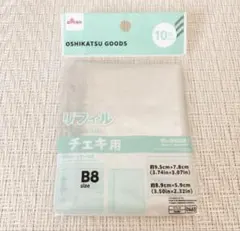 OSHIKATSU GOODS
10
リフィル
チェキ用
B8
size
約9.5cm×7.8cm
(3.74in×3.07in)
約8.9cm×5.9cm
(3.50in×2.32in)